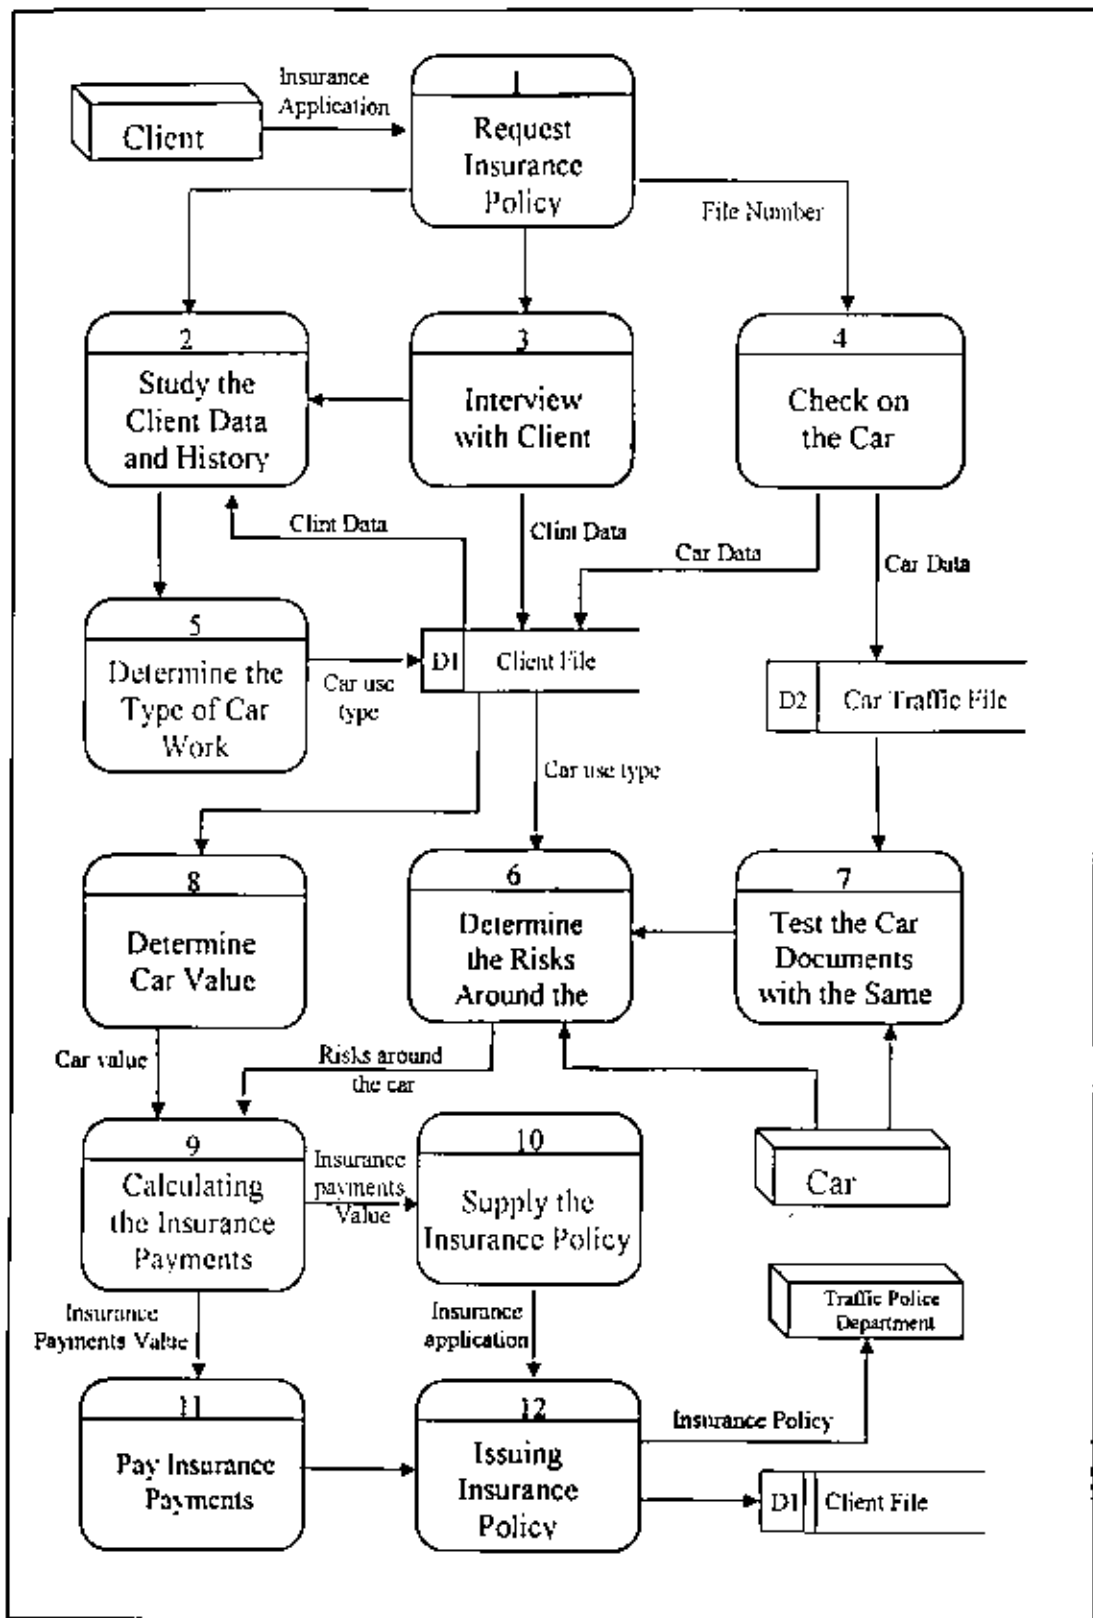 1
Insurance
Application
Client
Request
Insurance
Policy
File Number
2
Study the
Client Data
and History
3
Interview
with Client
4
Check on
the Car
Clint Data
Clint Data
Car Data
Car Data
5
Determine the
Type of Car
Work
Car use
type
D1
Client File
D2
Car Traffic File
Car use type
8
Determine
Car Value
6
Determine
the Risks
Around the
7
Test the Car
Documents
with the Same
Car value
Risks around
the car
9
Calculating
the Insurance
Payments
Insurance
payments
Value
10
Supply the
Insurance Policy
Car
Insurance
Payments Value
Insurance
application
Traffic Police
Department
11
Pay Insurance
Payments
12
Issuing
Insurance
Policy
Insurance Policy
D1
Client File